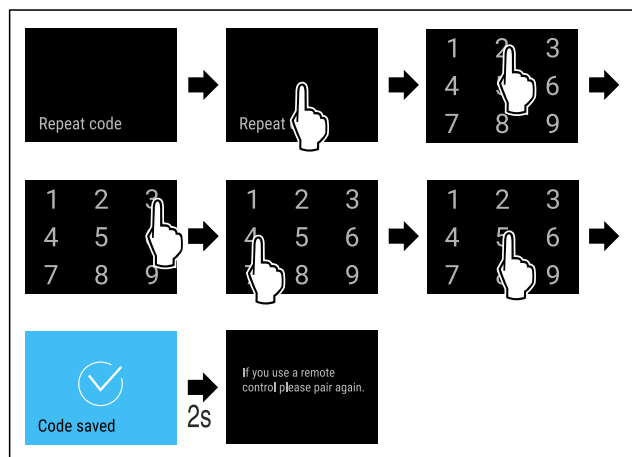 Repeat code
Repeat
1 2 3
4 6
7 8 9
1 2 3
4 5
7 8 9
1 2 3
4 5 6
8 9
1 2 3
4 5 6
7 9
Code saved
2s
If you use a remote
control please pair again.